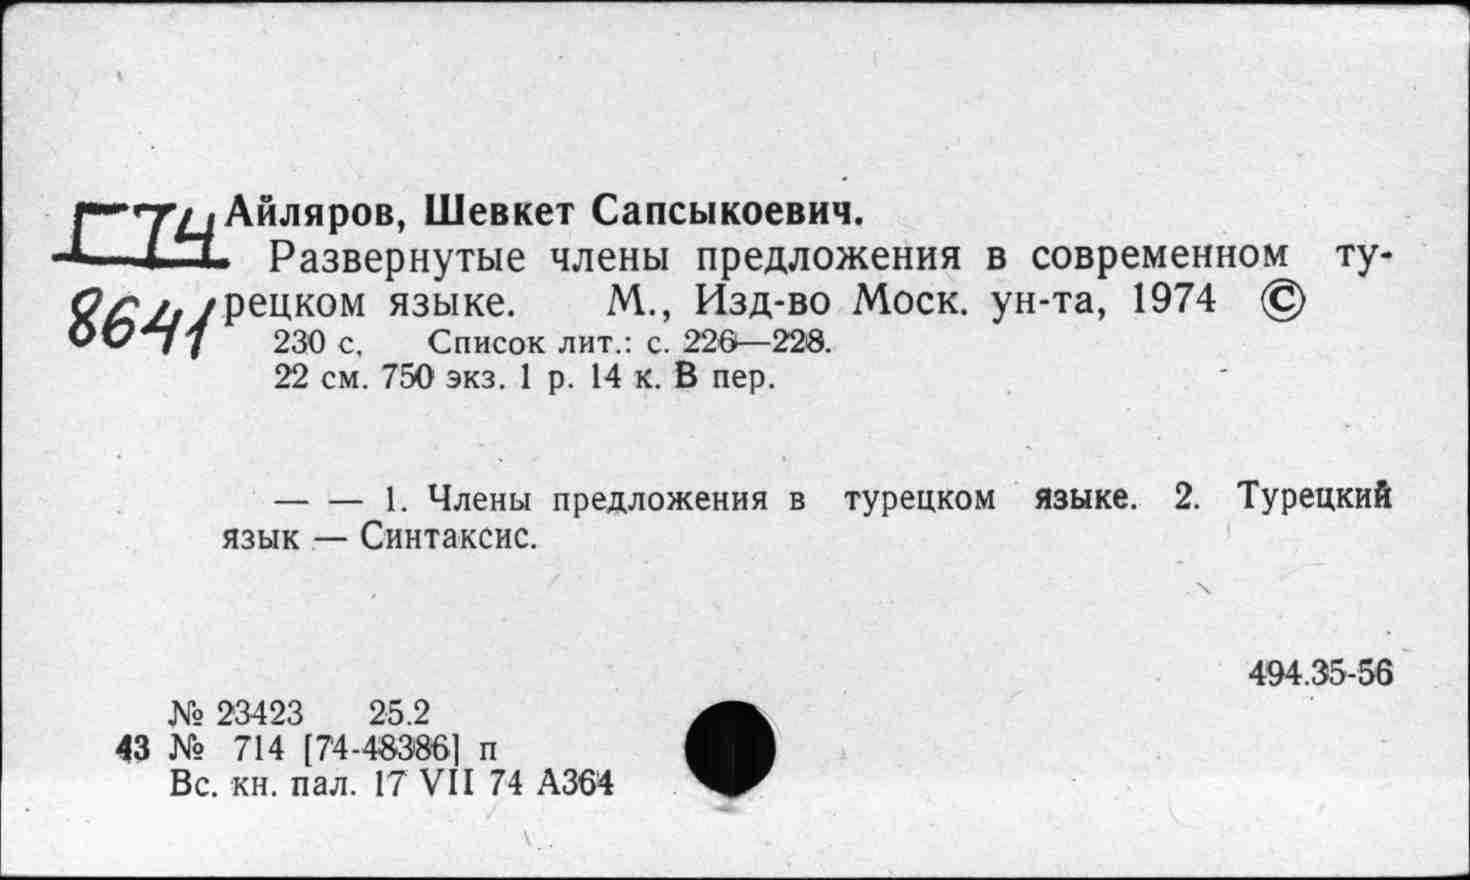 Г74
8641
Айляров, Шевкет Сапсыкоевич.
Развернутые члены предложения в современном ту-
рецком языке. М., Изд-во Моск. ун-та, 1974 ©
230 с. Список лит.: с. 226—228.
22 см. 750 экз. 1 р. 14 к. В пер.
— — 1. Члены предложения в турецком языке. 2. Турецкий
язык — Синтаксис.
494.35-56
№ 23423 25.2
43 № 714 [74-48386] п
Вс. кн. пал. 17 VII 74 А364